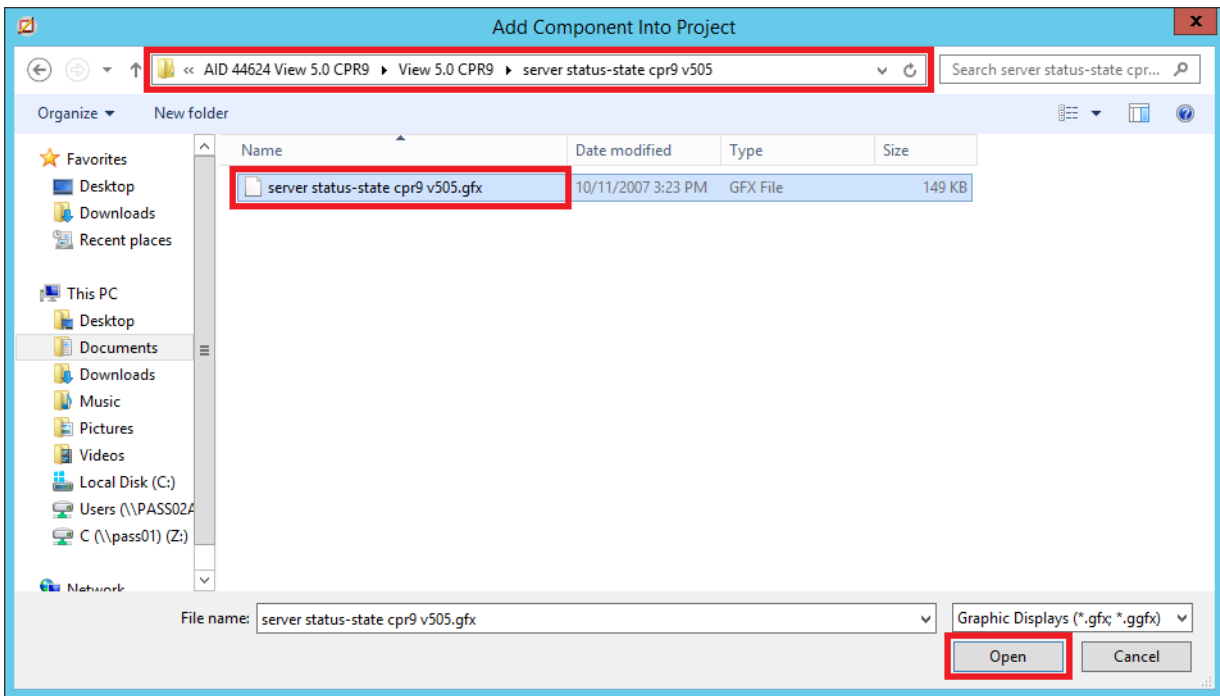 Add Component Into Project
x
« AID 44624 View 5.0 CPR9 ▸ View 5.0 CPR9 ▸ server status-state cpr9 v505
Search server status-state cpr...
Organize ▾ New folder
Name Date modified Type Size
server status-state cpr9 v505.gfx 10/11/2007 3:23 PM GFX File 149 KB
Favorites
Desktop
Downloads
Recent places
This PC
Desktop
Documents
Downloads
Music
Pictures
Videos
Local Disk (C:)
Users (\\PASS02A
C (\\pass01) (Z:)
Network
File name: server status-state cpr9 v505.gfx
Graphic Displays (*.gfx; *.ggfx)
Open Cancel